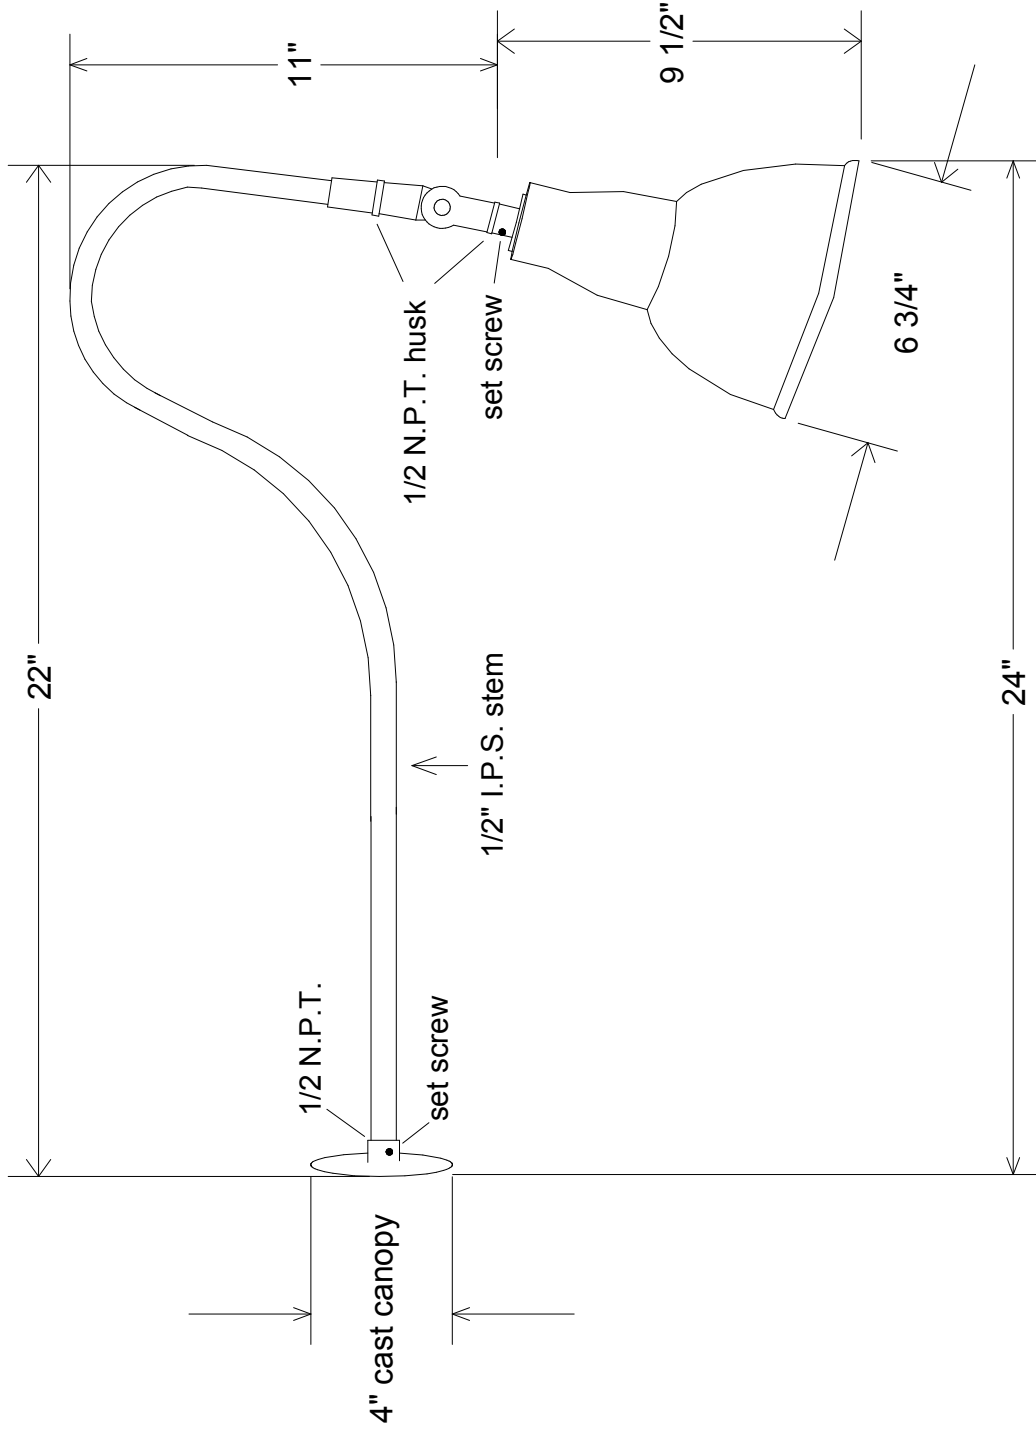 22"
11"
9 1/2"
1/2 N.P.T. husk
set screw
6 3/4"
1/2" I.P.S. stem
24"
1/2 N.P.T.
set screw
4" cast canopy